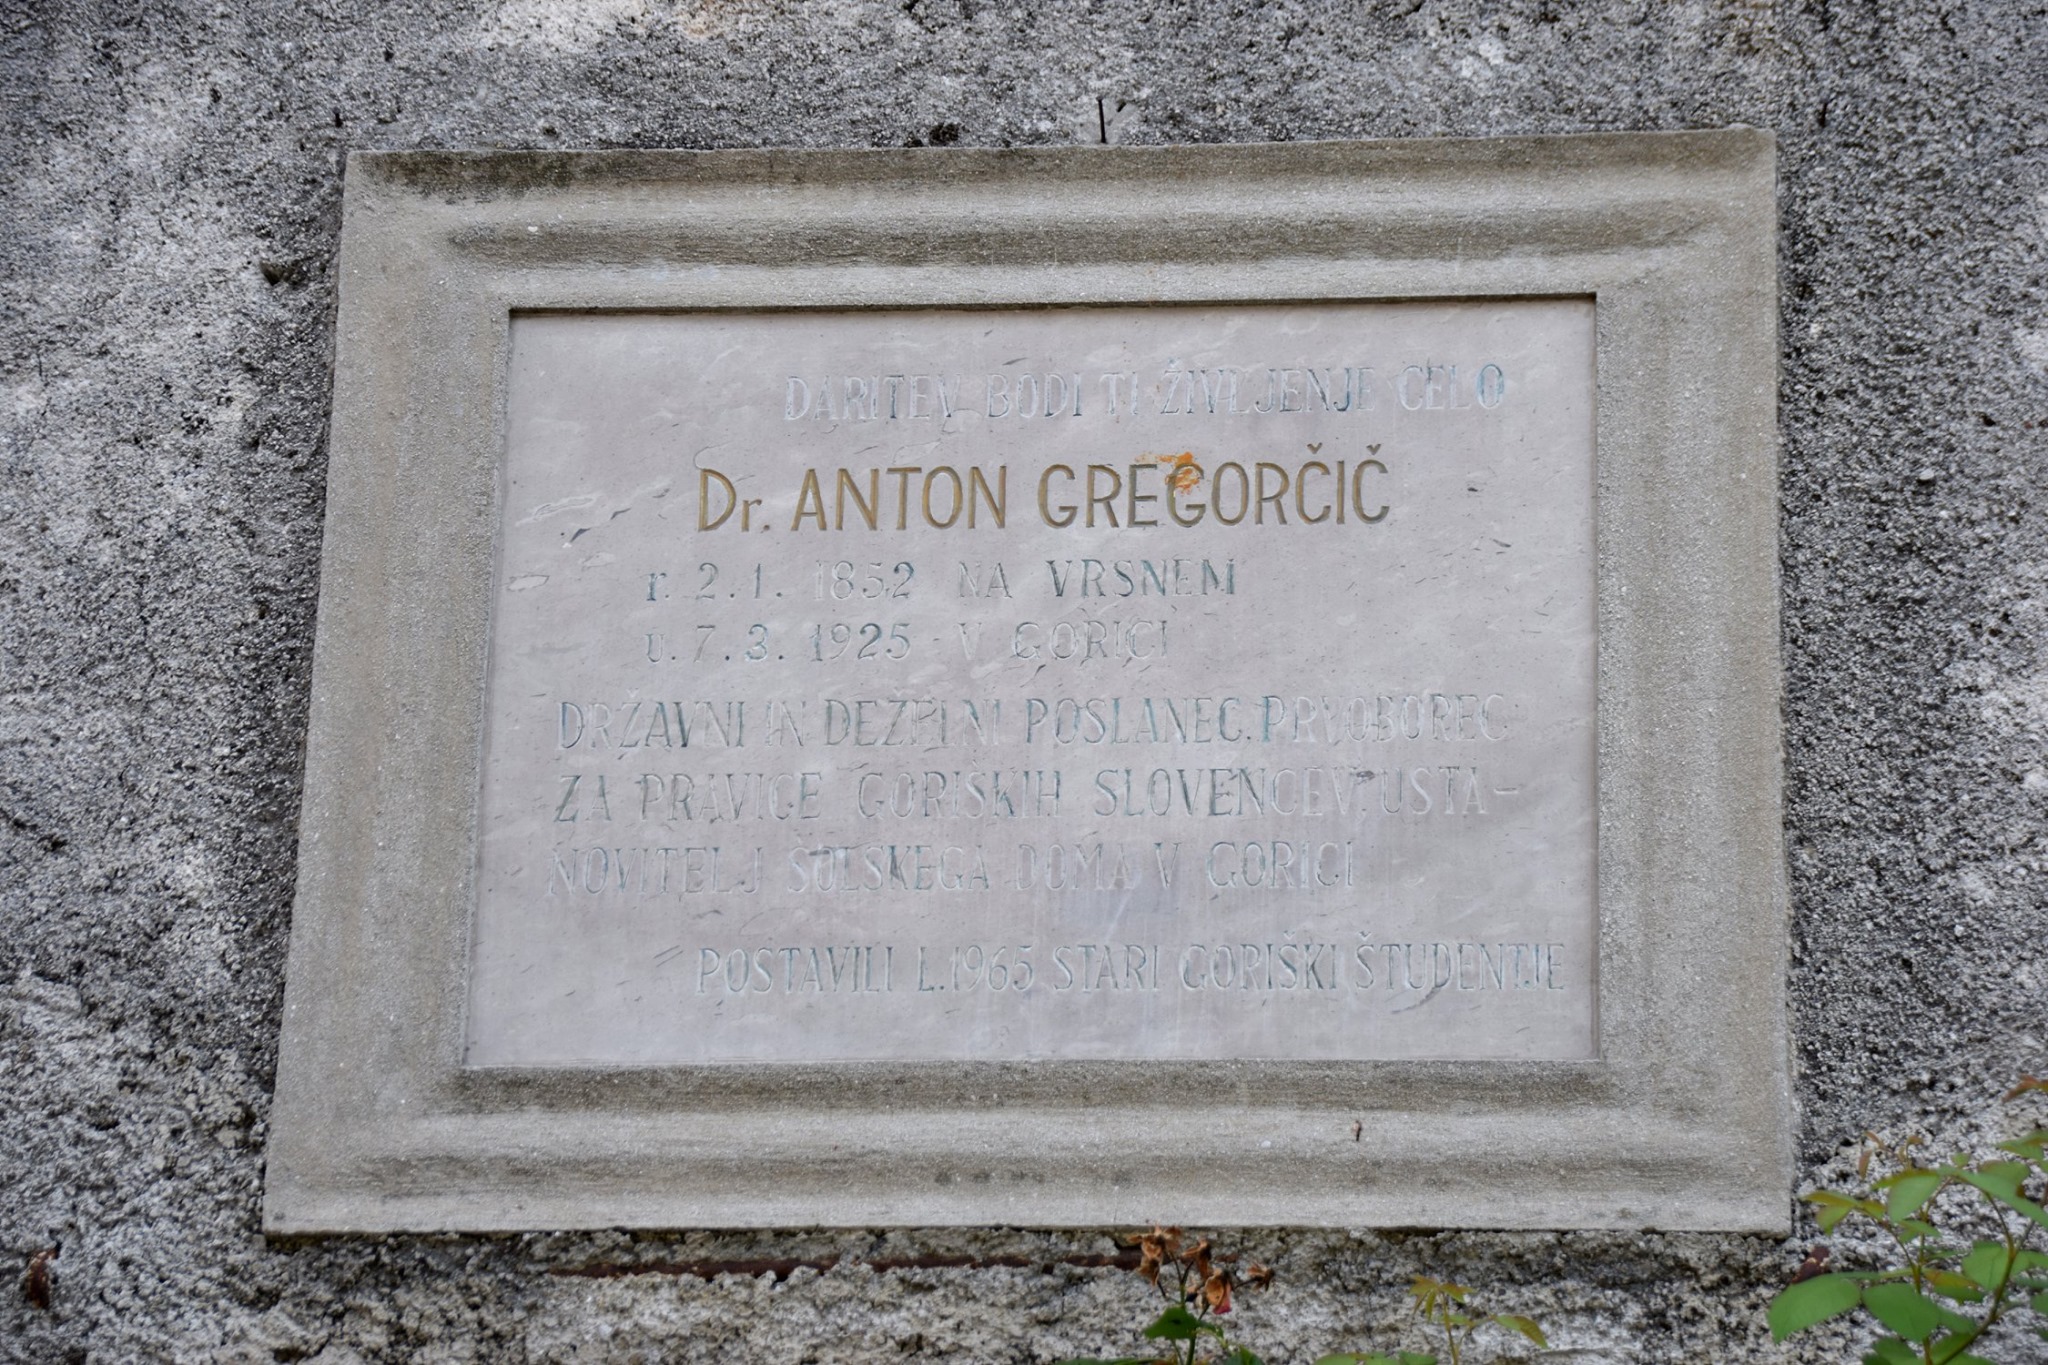 DARITEV BODI TI ŽIVLJENJE CELO
Dr. ANTON GREGORČIČ
r. 2. 1. 1852 NA VRSNEM
u. 7. 3. 1925 V GORICI
DRŽAVNI IN DEŽELNI POSLANEC, PRVOBOREC
ZA PRAVICE GORIŠKIH SLOVENCEV, USTA-
NOVITELJ ŠOLSKEGA DOMA V GORICI
POSTAVILI L. 1965 STARI GORIŠKI ŠTUDENTJE